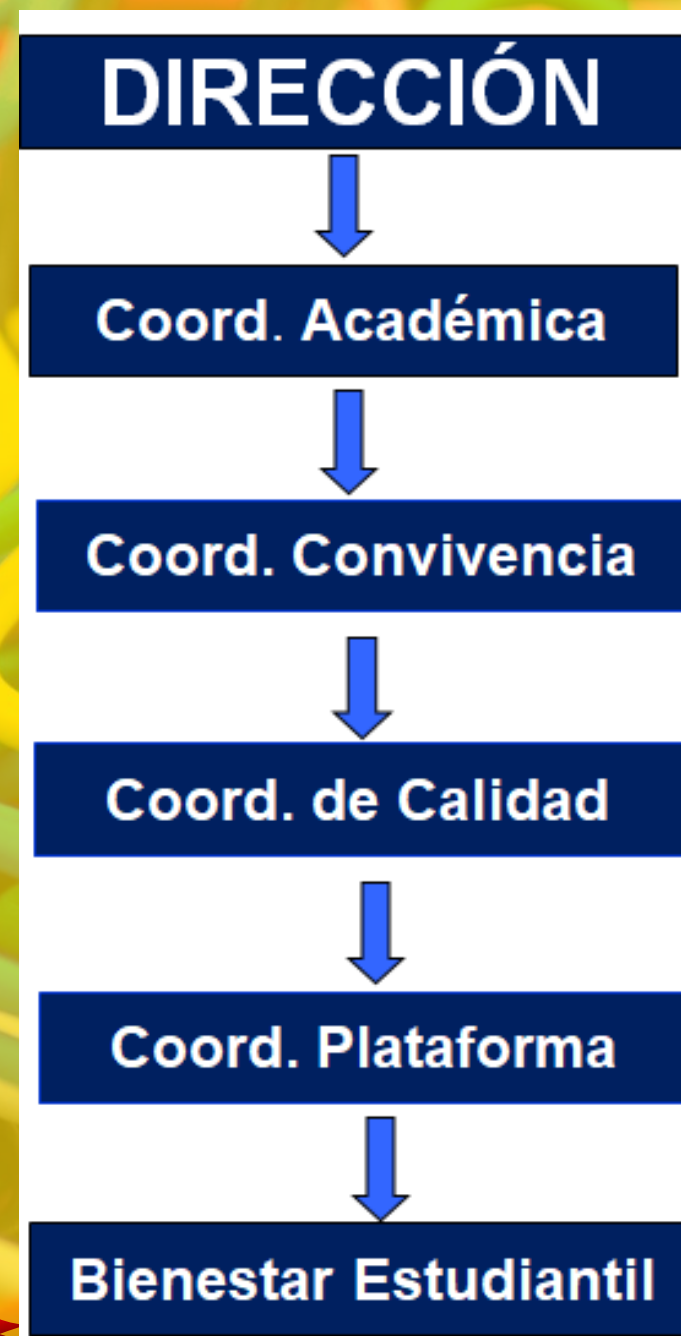 DIRECCIÓN
Coord. Académica
Coord. Convivencia
Coord. de Calidad
Coord. Plataforma
Bienestar Estudiantil